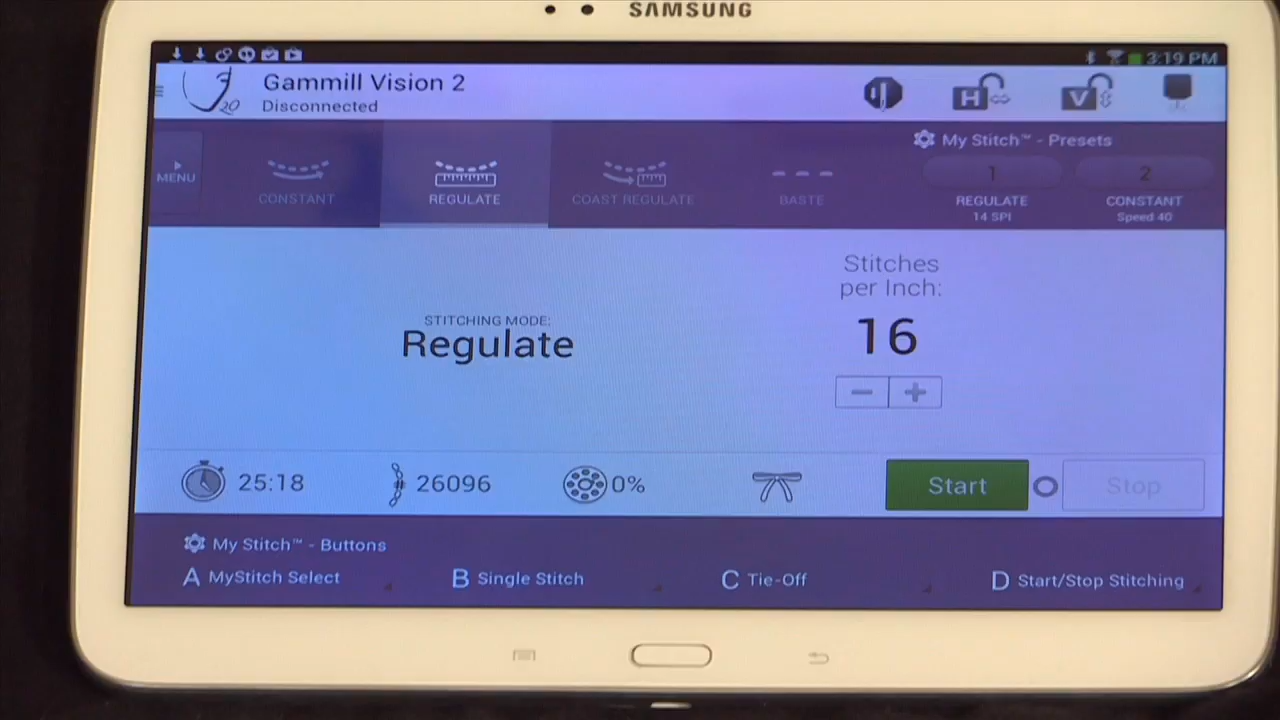 SAMSUNG
3:19 PM
20
Gammill Vision 2
Disconnected
H
V
MENU
CONSTANT
REGULATE
COAST REGULATE
BASTE
My Stitch™ - Presets
1
2
REGULATE
14 SPI
CONSTANT
Speed 40
STITCHING MODE:
Regulate
Stitches
per Inch:
16
− +
25:18
26096
0%
Start
Stop
My Stitch™ - Buttons
A MyStitch Select
B Single Stitch
C Tie-Off
D Start/Stop Stitching